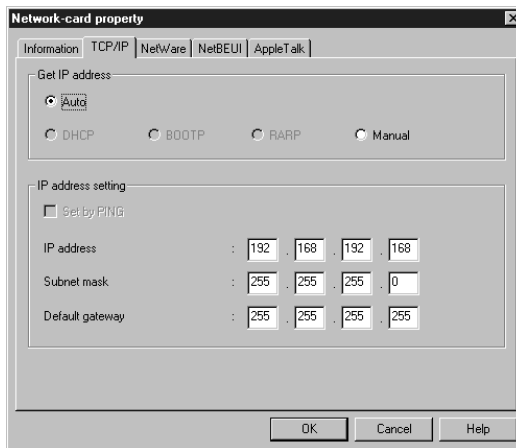 Network-card property
Information TCP/IP NetWare NetBEUI AppleTalk
Get IP address
Auto
DHCP BOOTP RARP Manual
IP address setting
Set by PING
IP address : 192 . 168 . 192 . 168
Subnet mask : 255 . 255 . 255 . 0
Default gateway : 255 . 255 . 255 . 255
OK Cancel Help